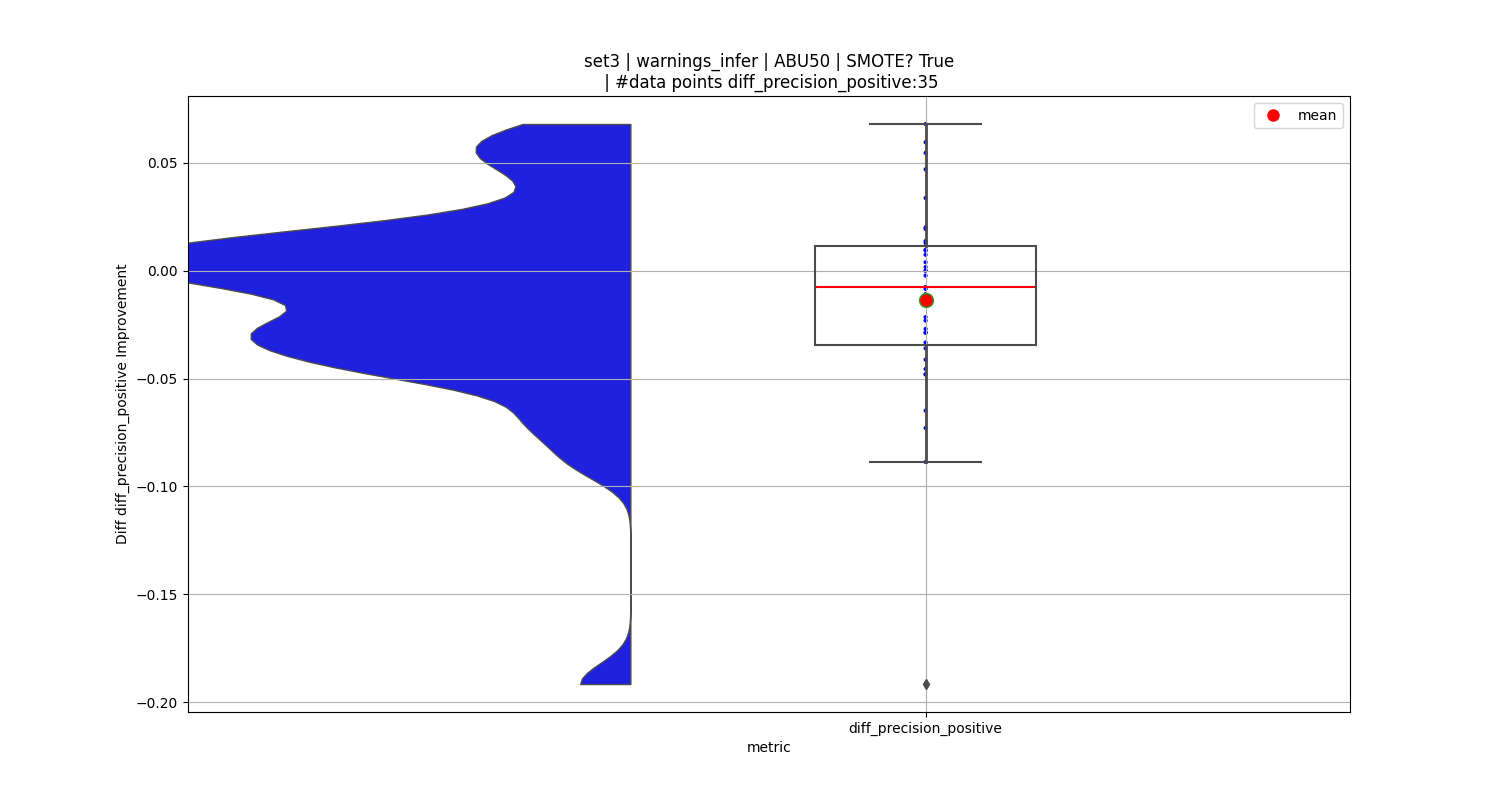 set3 | warnings_infer | ABU50 | SMOTE? True
| #data points diff_precision_positive:35
mean
0.05
0.00
−0.05
−0.10
−0.15
−0.20
Diff diff_precision_positive Improvement
diff_precision_positive
metric